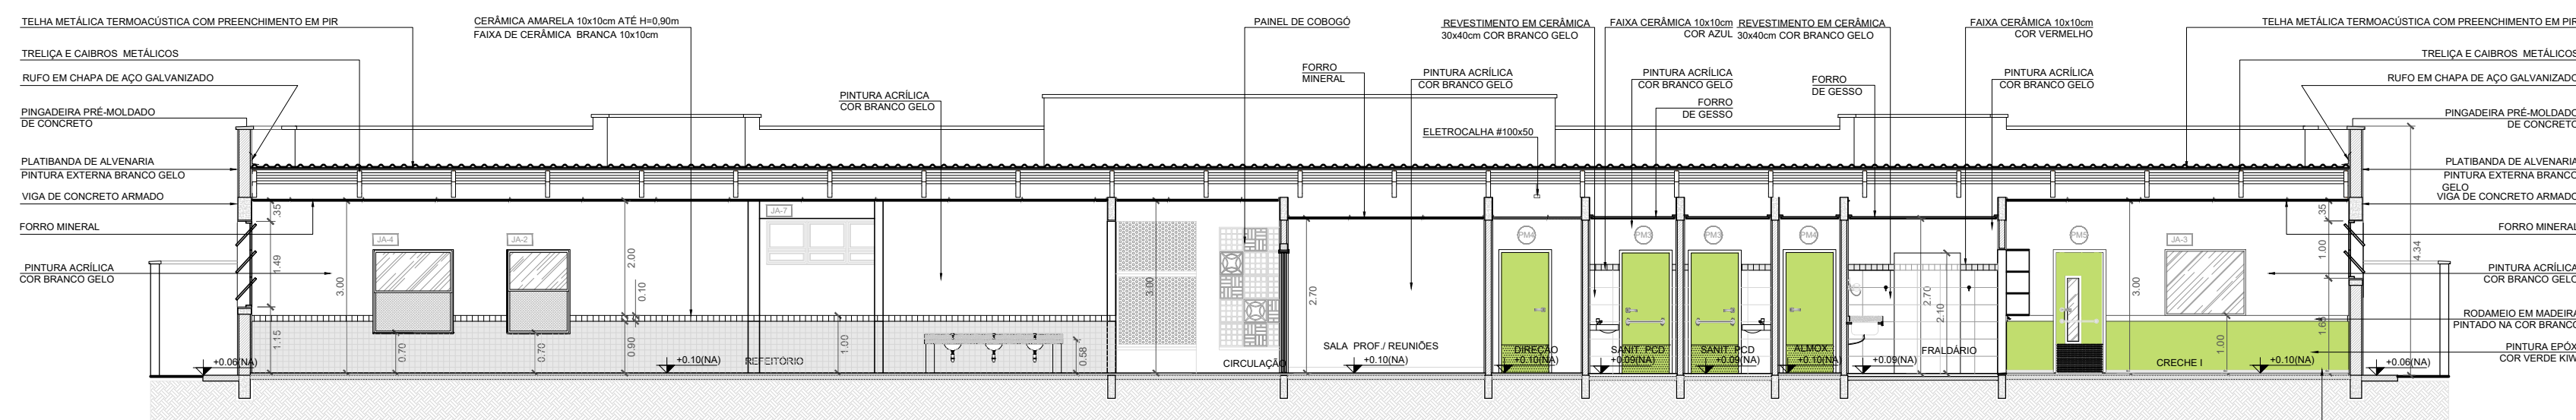 TELHA METÁLICA TERMOACÚSTICA COM PREENCHIMENTO EM PIR
TRELIÇA E CAIBROS METÁLICOS
RUFO EM CHAPA DE AÇO GALVANIZADO
PINGADEIRA PRÉ-MOLDADO
DE CONCRETO
PLATIBANDA DE ALVENARIA
PINTURA EXTERNA BRANCO GELO
VIGA DE CONCRETO ARMADO
FORRO MINERAL
PINTURA ACRÍLICA
COR BRANCO GELO
CERÂMICA AMARELA 10x10cm ATÉ H=0,90m
FAIXA DE CERÂMICA BRANCA 10x10cm
PINTURA ACRÍLICA
COR BRANCO GELO
PAINEL DE COBOGÓ
FORRO
MINERAL
REVESTIMENTO EM CERÂMICA
30x40cm COR BRANCO GELO
PINTURA ACRÍLICA
COR BRANCO GELO
ELETROCALHA #100x50
FAIXA CERÂMICA 10x10cm
COR AZUL
PINTURA ACRÍLICA
COR BRANCO GELO
FORRO
DE GESSO
REVESTIMENTO EM CERÂMICA
30x40cm COR BRANCO GELO
FORRO
DE GESSO
FAIXA CERÂMICA 10x10cm
COR VERMELHO
PINTURA ACRÍLICA
COR BRANCO GELO
TELHA METÁLICA TERMOACÚSTICA COM PREENCHIMENTO EM PIR
TRELIÇA E CAIBROS METÁLICOS
RUFO EM CHAPA DE AÇO GALVANIZADO
PINGADEIRA PRÉ-MOLDADO
DE CONCRETO
PLATIBANDA DE ALVENARIA
PINTURA EXTERNA BRANCO
GELO
VIGA DE CONCRETO ARMADO
FORRO MINERAL
PINTURA ACRÍLICA
COR BRANCO GELO
RODAMEIO EM MADEIRA
PINTADO NA COR BRANCO
PINTURA EPÓX
COR VERDE KIW
.35
1.49
1.15
3.00
JA-4
0.70
JA-2
0.70
2.00
0.10
0.90
JA-7
1.00
0.58
3.00
2.70
PM4
PM3
PM3
PM4
2.70
2.10
PM5
JA-3
3.00
1.00
.35
1.00
1.65
4.34
+0.06(NA)
+0.10(NA)
REFEITÓRIO
CIRCULAÇÃO
SALA PROF./ REUNIÕES
+0.10(NA)
DIREÇÃO
+0.10(NA)
SANIT. PCD
+0.09(NA)
SANIT. PCD
+0.09(NA)
ALMOX.
+0.10(NA)
+0.09(NA)
FRALDÁRIO
CRECHE I
+0.10(NA)
+0.06(NA)